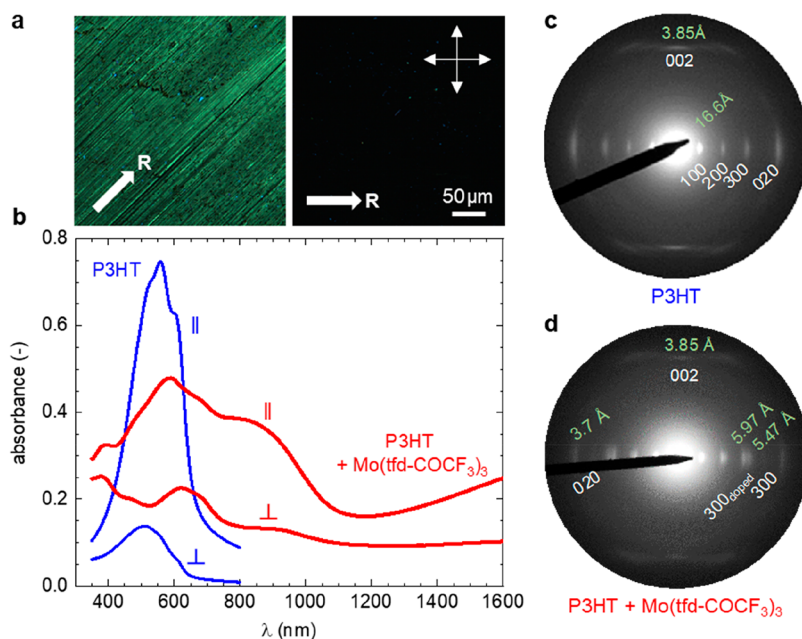 a
R
R
50 µm
b
0.8
0.6
0.4
0.2
0.0
absorbance (-)
P3HT
||
⊥
||
P3HT
+ Mo(tfd-COCF₃)₃
⊥
400 600 800 1000 1200 1400 1600
λ (nm)
c
3.85Å
002
16.6Å
100
200
300
020
P3HT
d
3.85 Å
002
3.7 Å
020
5.97 Å
5.47 Å
300doped
300
P3HT + Mo(tfd-COCF₃)₃